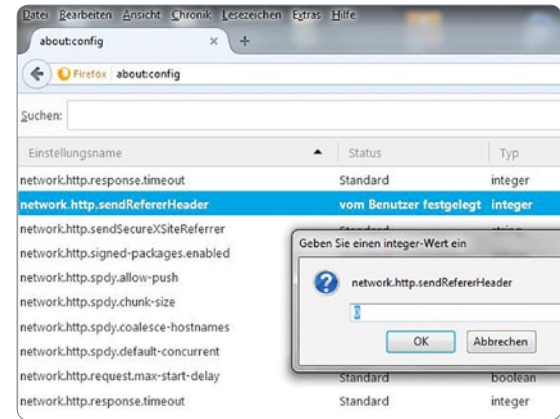 Datei Bearbeiten Ansicht Chronik Lesezeichen Extras Hilfe
about:config × +
Firefox about:config
Suchen:
Einstellungsname Status Typ
network.http.response.timeout Standard integer
network.http.sendRefererHeader vom Benutzer festgelegt integer
network.http.sendSecureXSiteReferrer
network.http.signed-packages.enabled
network.http.spdy.allow-push
network.http.spdy.chunk-size
network.http.spdy.coalesce-hostnames
network.http.spdy.default-concurrent
network.http.request.max-start-delay Standard boolean
network.http.response.timeout Standard integer
Geben Sie einen integer-Wert ein
network.http.sendRefererHeader
0
OK Abbrechen